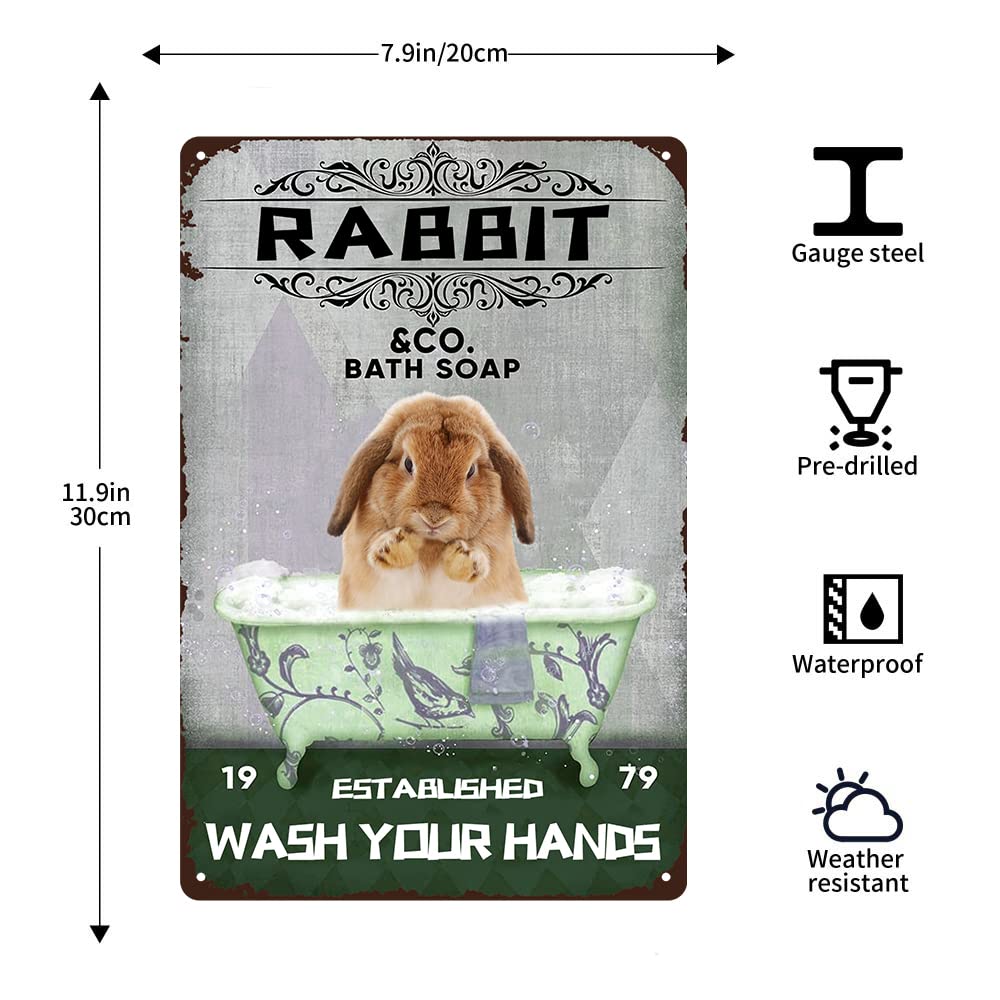 7.9in/20cm
11.9in
30cm
RABBIT
&CO.
BATH SOAP
19 79
ESTABLISHED
WASH YOUR HANDS
Gauge steel
Pre-drilled
Waterproof
Weather
resistant